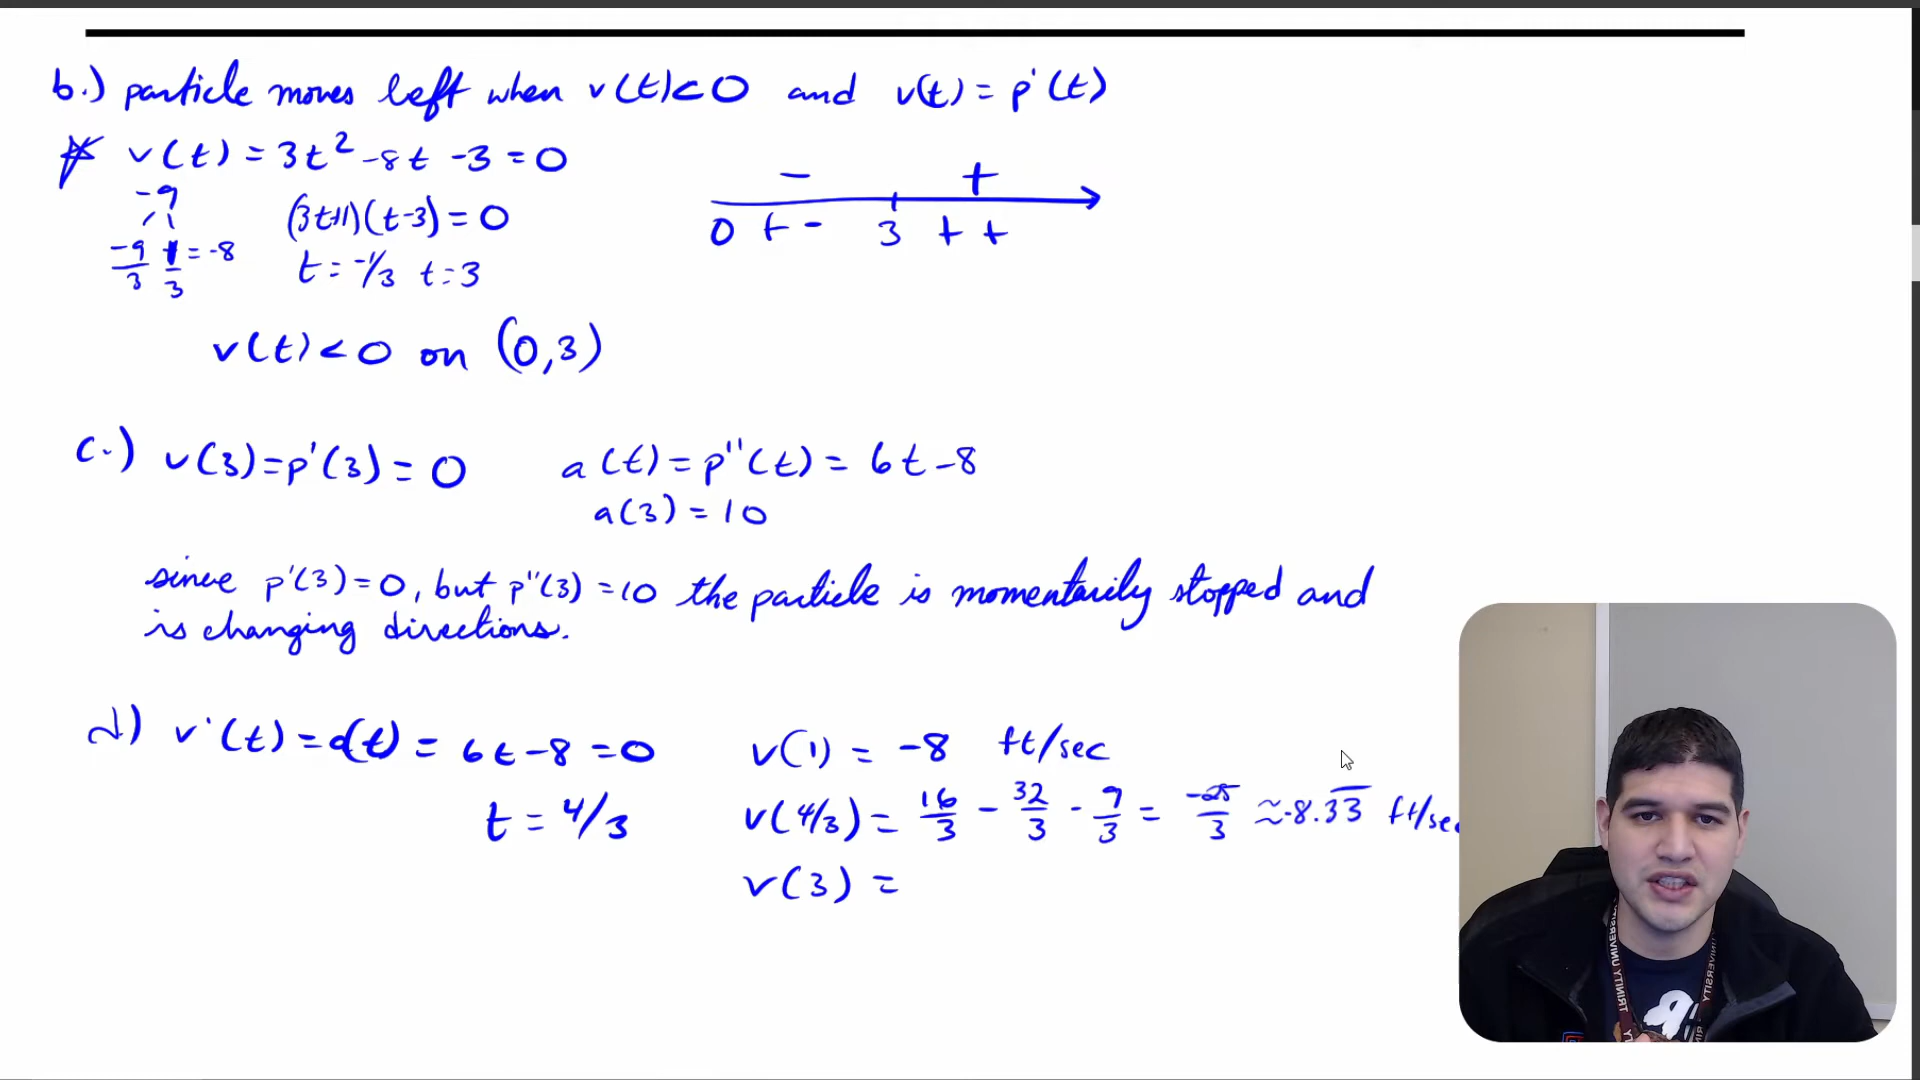 b.) particle moves left when v(t)<0 and v(t) = p'(t)
* v(t) = 3t² - 8t - 3 = 0
- +
-9
(3t+1)(t-3) = 0
0 + - 3 + +
-9/3 1/3 = -8
t = -1/3 t = 3
v(t)<0 on (0,3)
c.) v(3) = p'(3) = 0 a(t) = p''(t) = 6t - 8
a(3) = 10
since p'(3) = 0, but p''(3) = 10 the particle is momentarily stopped and
is changing directions.
d) v'(t) = a(t) = 6t - 8 = 0 v(1) = -8 ft/sec
t = 4/3 v(4/3) = 16/3 - 32/3 - 9/3 = -25/3 ≈ -8.33 ft/sec
v(3) =
TRINITY UNIVERSITY